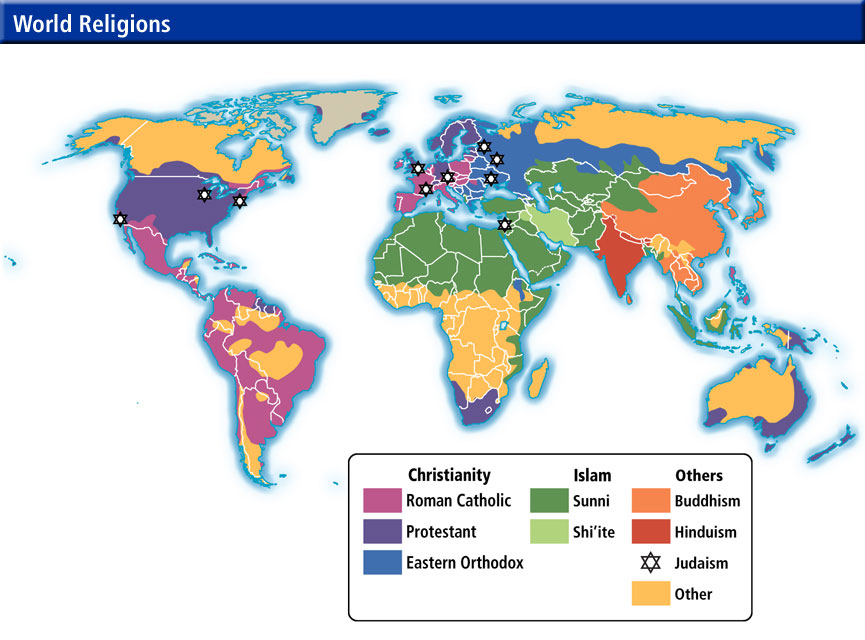 World Religions
Christianity
Roman Catholic
Protestant
Eastern Orthodox
Islam
Sunni
Shi'ite
Others
Buddhism
Hinduism
Judaism
Other